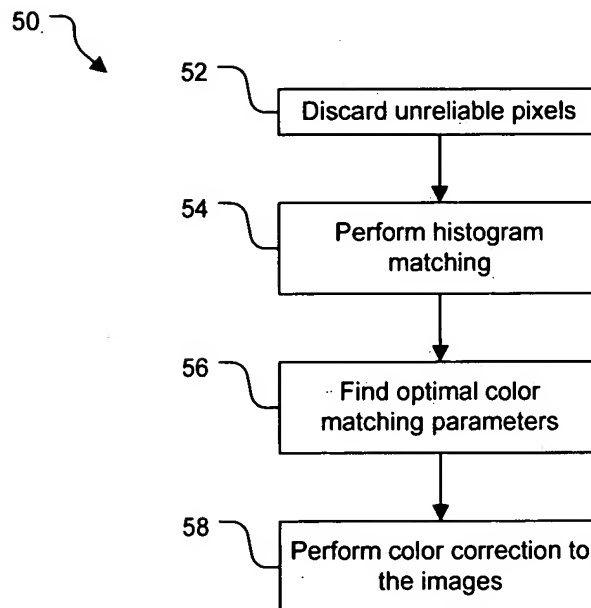 50
52
Discard unreliable pixels
54
Perform histogram
matching
56
Find optimal color
matching parameters
58
Perform color correction to
the images